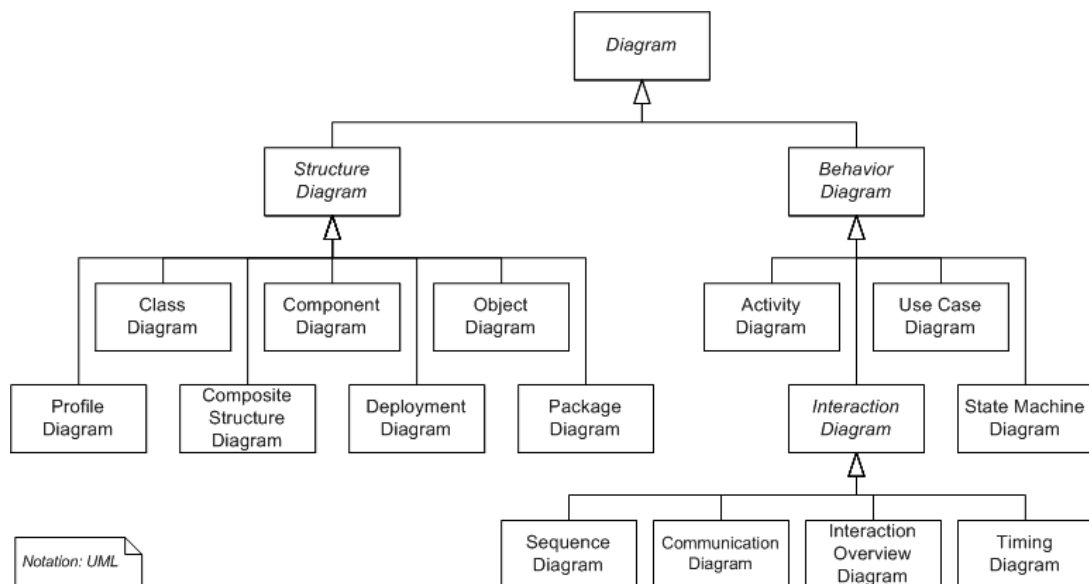 Diagram
Structure
Diagram
Behavior
Diagram
Class
Diagram
Component
Diagram
Object
Diagram
Activity
Diagram
Use Case
Diagram
Profile
Diagram
Composite
Structure
Diagram
Deployment
Diagram
Package
Diagram
Interaction
Diagram
State Machine
Diagram
Sequence
Diagram
Communication
Diagram
Interaction
Overview
Diagram
Timing
Diagram
Notation: UML